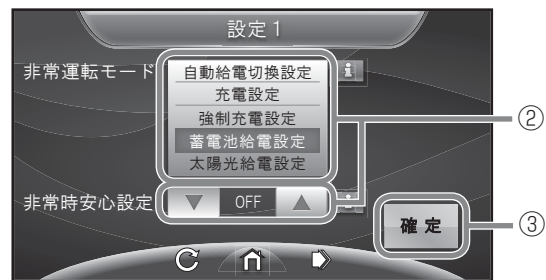 設定1
非常運転モード
自動給電切換設定
充電設定
強制充電設定
蓄電池給電設定
太陽光給電設定
②
非常時安心設定
▼ OFF ▲
確定
③